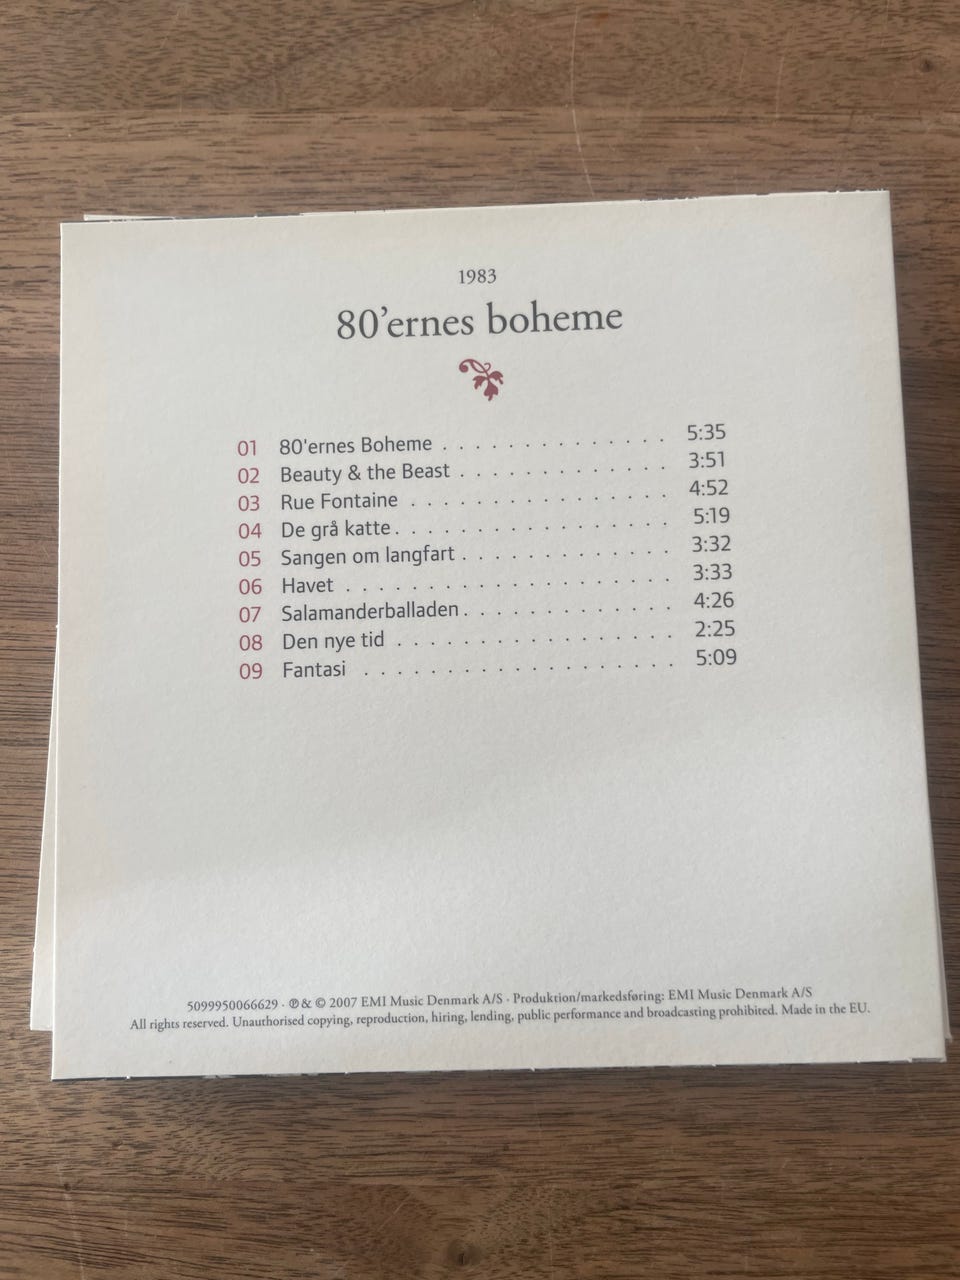 1983
80’ernes boheme
01 80'ernes Boheme . . . . . . . . . . . . . . 5:35
02 Beauty & the Beast . . . . . . . . . . . . . 3:51
03 Rue Fontaine . . . . . . . . . . . . . . . . 4:52
04 De grå katte . . . . . . . . . . . . . . . . . 5:19
05 Sangen om langfart . . . . . . . . . . . . . 3:32
06 Havet . . . . . . . . . . . . . . . . . . . . 3:33
07 Salamanderballaden . . . . . . . . . . . . . 4:26
08 Den nye tid . . . . . . . . . . . . . . . . . 2:25
09 Fantasi . . . . . . . . . . . . . . . . . . . 5:09
5099950066629 · ℗ & © 2007 EMI Music Denmark A/S · Produktion/markedsføring: EMI Music Denmark A/S
All rights reserved. Unauthorised copying, reproduction, hiring, lending, public performance and broadcasting prohibited. Made in the EU.